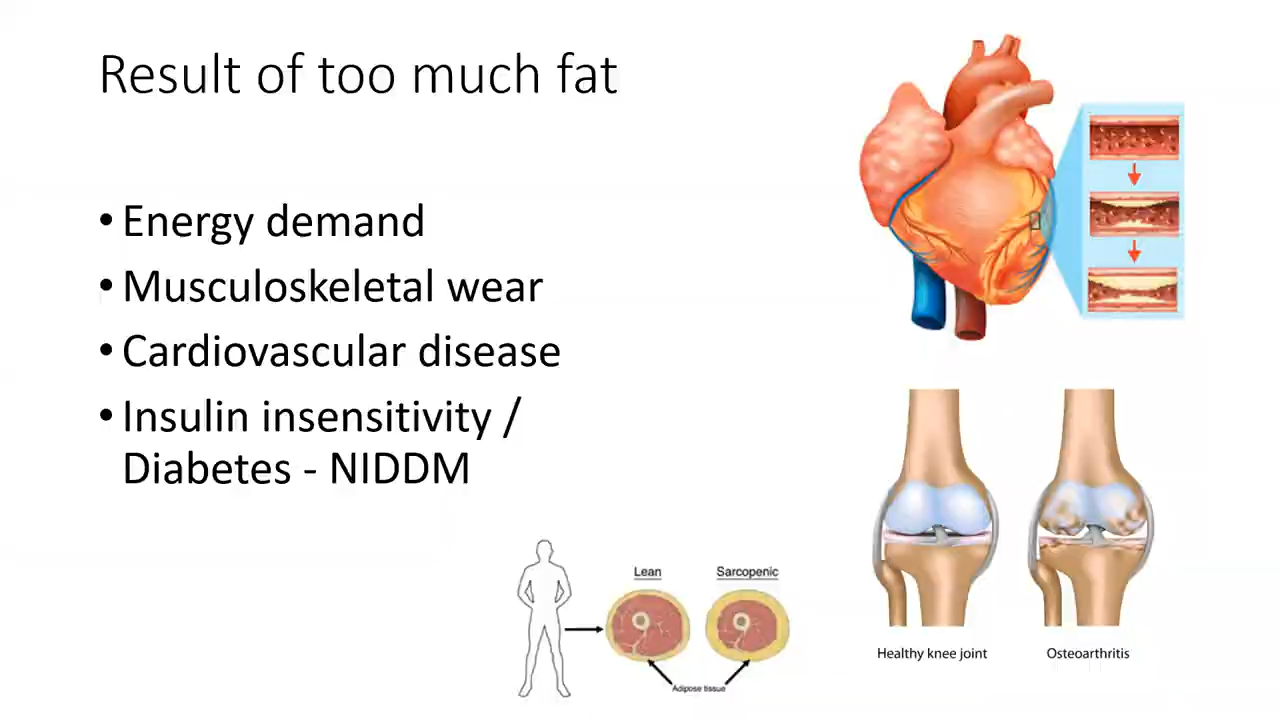 Result of too much fat
• Energy demand
• Musculoskeletal wear
• Cardiovascular disease
• Insulin insensitivity /
Diabetes - NIDDM
Lean
Sarcopenic
Adipose tissue
Healthy knee joint
Osteoarthritis